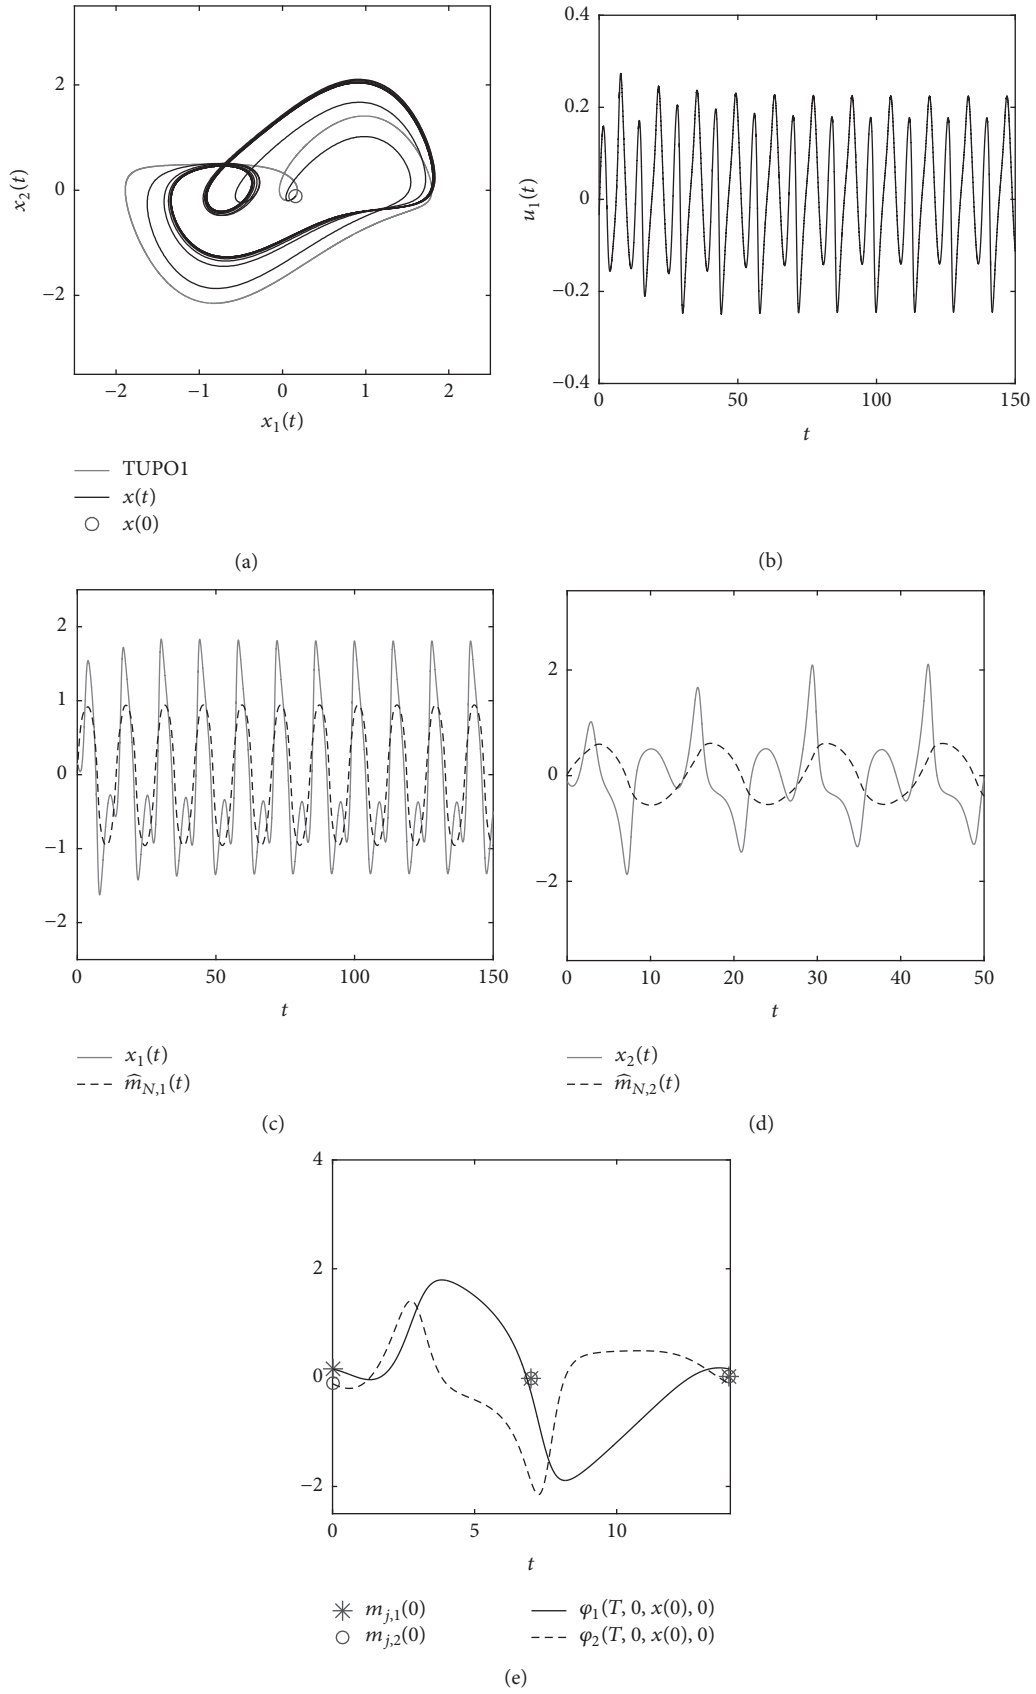 2
0
−2
x₂(t)
−2 −1 0 1 2
x₁(t)
TUPO1
x(t)
x(0)
(a)
0.4
0.2
0
−0.2
−0.4
u₁(t)
0 50 100 150
t
(b)
2
1
0
−1
−2
0 50 100 150
t
x₁(t)
m̂_{N,1}(t)
(c)
2
0
−2
0 10 20 30 40 50
t
x₂(t)
m̂_{N,2}(t)
(d)
4
2
0
−2
0 5 10
t
m_{j,1}(0) φ₁(T, 0, x(0), 0)
m_{j,2}(0) φ₂(T, 0, x(0), 0)
(e)